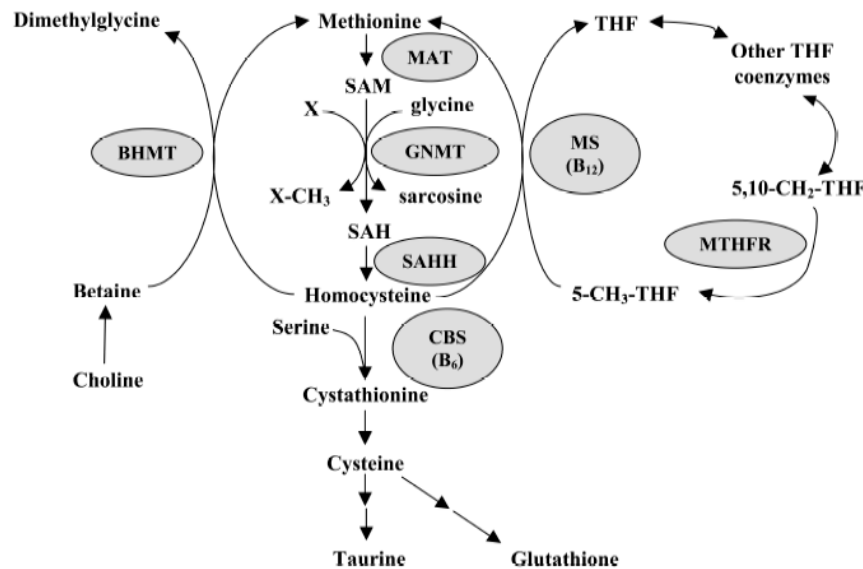 Dimethylglycine
Methionine
THF
Other THF
coenzymes
MAT
SAM
X
glycine
BHMT
GNMT
MS
(B₁₂)
X-CH₃
sarcosine
5,10-CH₂-THF
SAH
MTHFR
SAHH
Betaine
Homocysteine
5-CH₃-THF
Serine
CBS
(B₆)
Choline
Cystathionine
Cysteine
Taurine
Glutathione